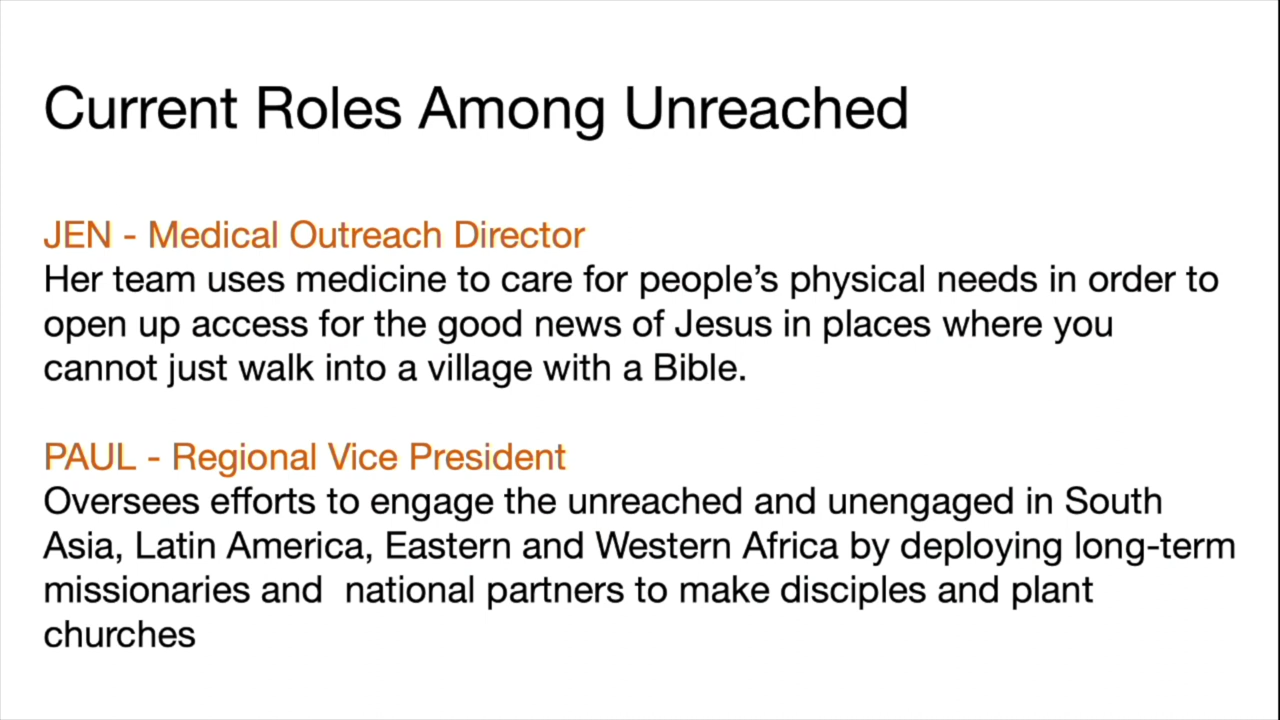 Current Roles Among Unreached
JEN - Medical Outreach Director
Her team uses medicine to care for people’s physical needs in order to
open up access for the good news of Jesus in places where you
cannot just walk into a village with a Bible.
PAUL - Regional Vice President
Oversees efforts to engage the unreached and unengaged in South
Asia, Latin America, Eastern and Western Africa by deploying long-term
missionaries and  national partners to make disciples and plant
churches